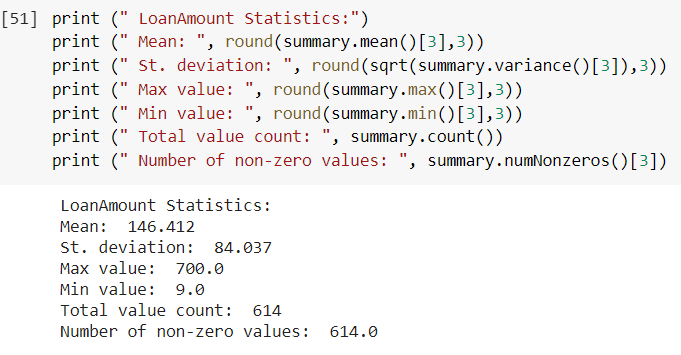 [51] print (" LoanAmount Statistics:")
print (" Mean: ", round(summary.mean()[3],3))
print (" St. deviation: ", round(sqrt(summary.variance()[3]),3))
print (" Max value: ", round(summary.max()[3],3))
print (" Min value: ", round(summary.min()[3],3))
print (" Total value count: ", summary.count())
print (" Number of non-zero values: ", summary.numNonzeros()[3])
LoanAmount Statistics:
Mean:  146.412
St. deviation:  84.037
Max value:  700.0
Min value:  9.0
Total value count:  614
Number of non-zero values:  614.0